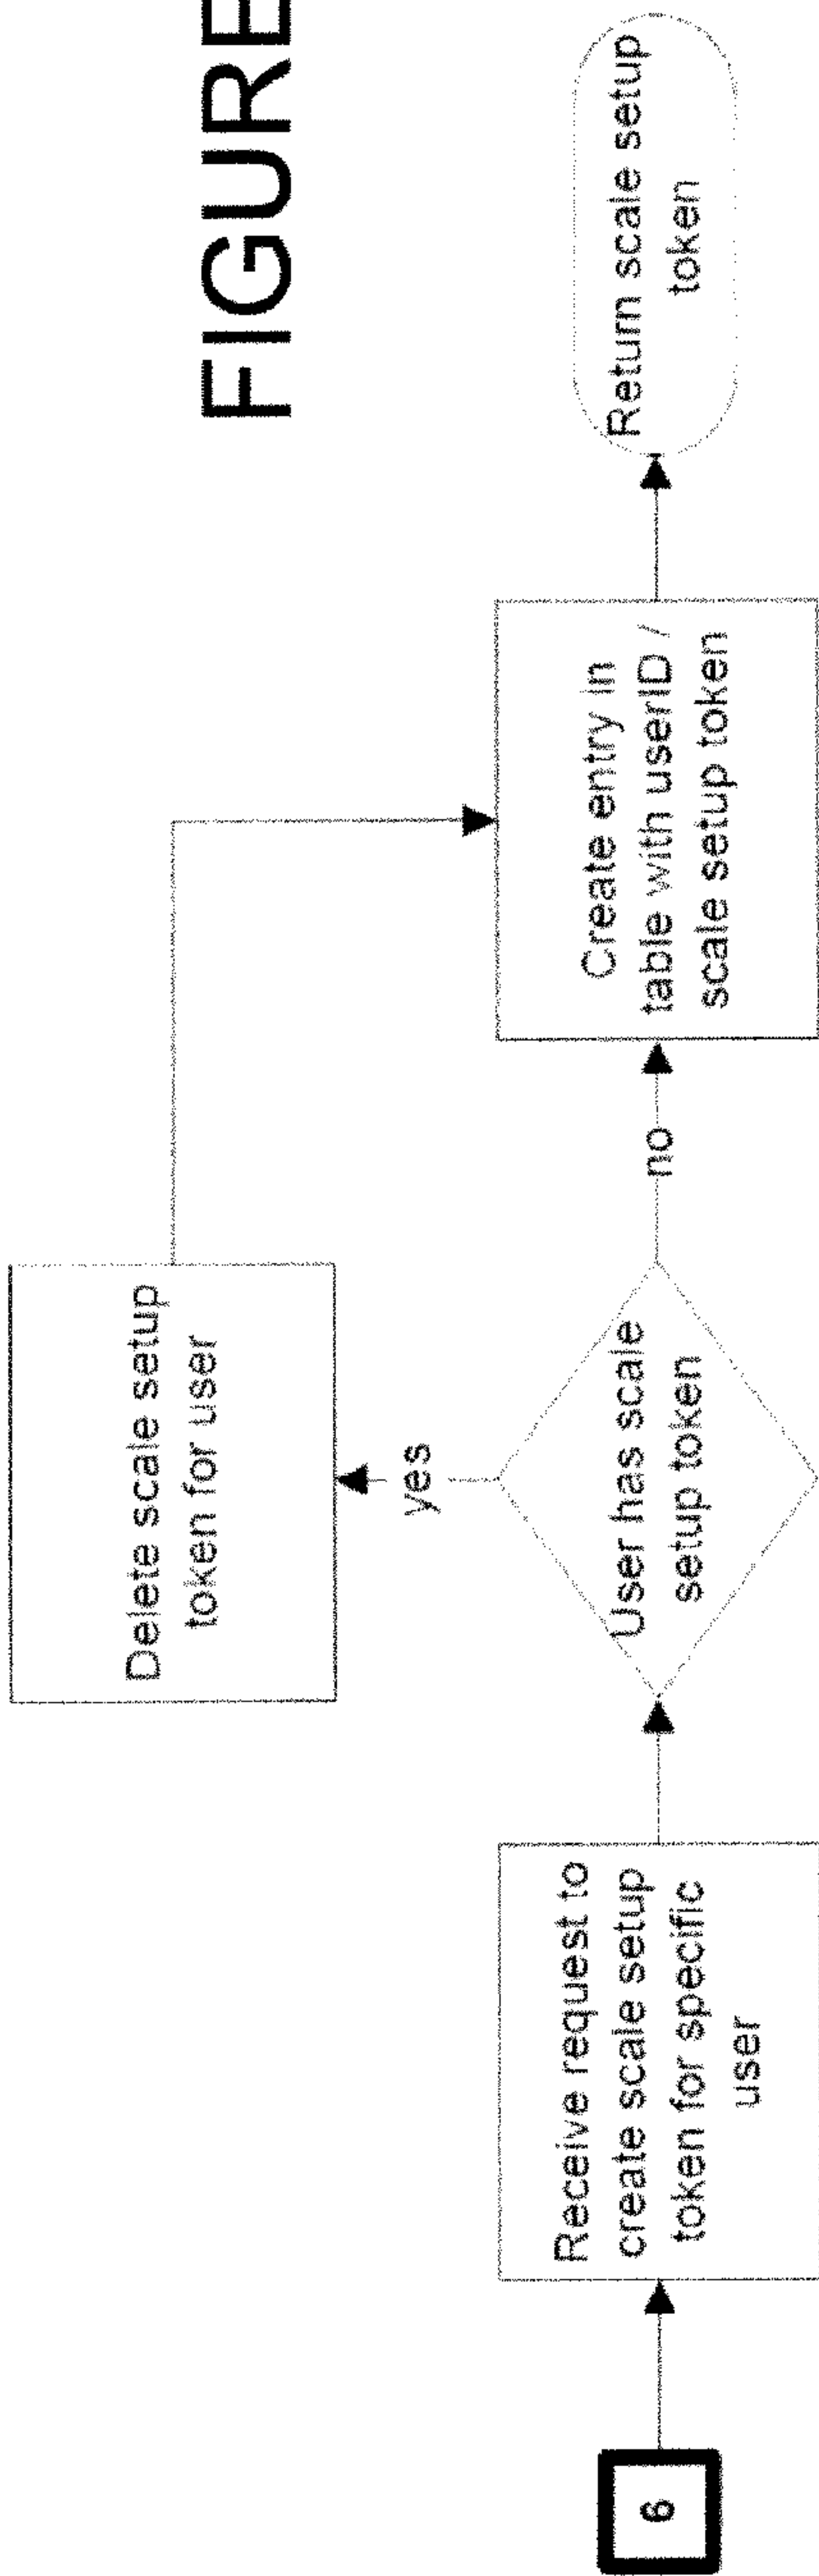 FIGURE
Delete scale setup
token for user
yes
6
Receive request to
create scale setup
token for specific
user
User has scale
setup token
no
Create entry in
table with userID /
scale setup token
Return scale setup
token